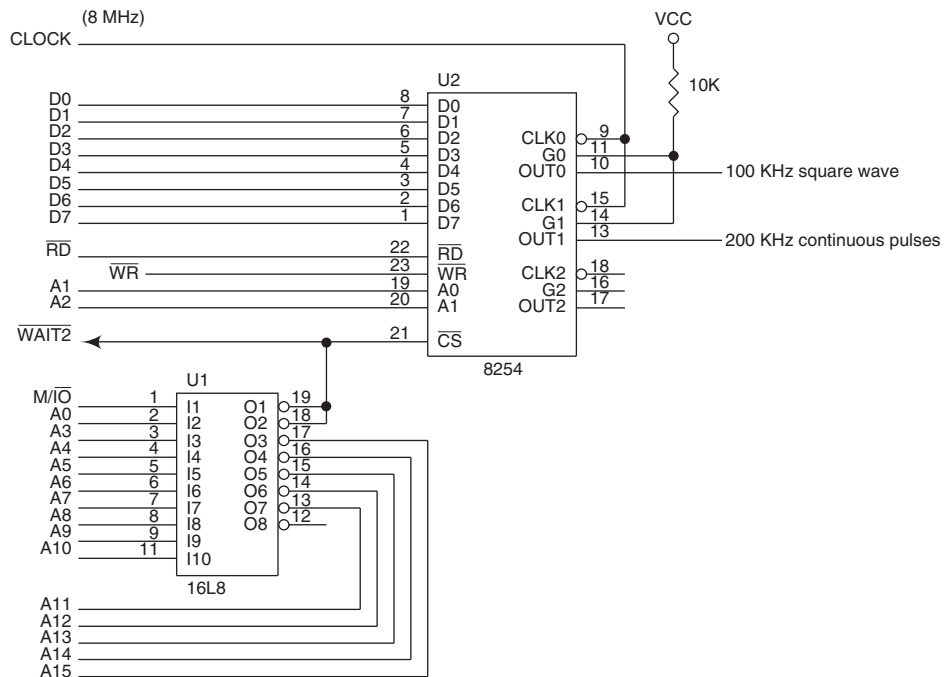 (8 MHz)
CLOCK
VCC
10K
U2
D0 8 D0
D1 7 D1
D2 6 D2
D3 5 D3
D4 4 D4
D5 3 D5
D6 2 D6
D7 1 D7
RD 22 RD
WR 23 WR
A1 19 A0
A2 20 A1
WAIT2 21 CS
CLK0 9
G0 11
OUT0 10 100 KHz square wave
CLK1 15
G1 14
OUT1 13 200 KHz continuous pulses
CLK2 18
G2 16
OUT2 17
8254
U1
M/IO 1 I1 O1 19
A0 2 I2 O2 18
A3 3 I3 O3 17
A4 4 I4 O4 16
A5 5 I5 O5 15
A6 6 I6 O6 14
A7 7 I7 O7 13
A8 8 I8 O8 12
A9 9 I9
A10 11 I10
16L8
A11
A12
A13
A14
A15